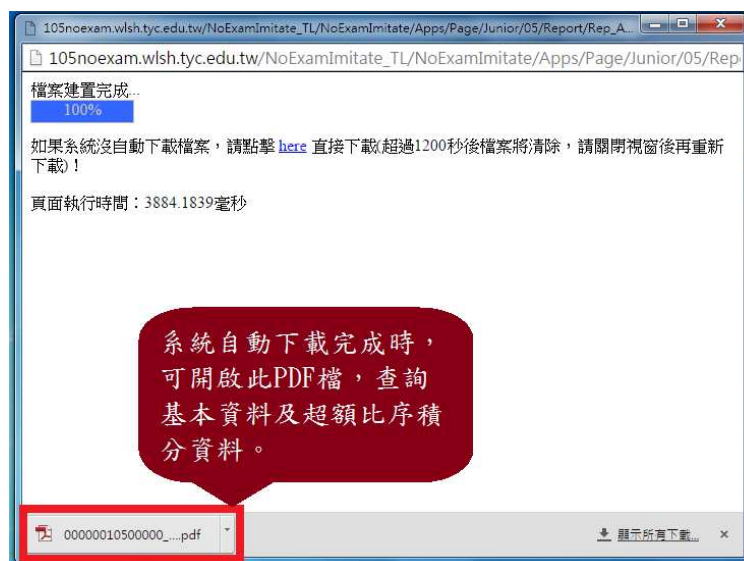 105noexam.wlsh.tyc.edu.tw/NoExamImitate_TL/NoExamImitate/Apps/Page/Junior/05/Report/Rep_A...
105noexam.wlsh.tyc.edu.tw/NoExamImitate_TL/NoExamImitate/Apps/Page/Junior/05/Rep
檔案建置完成...
100%
如果系統沒自動下載檔案，請點擊 here 直接下載(超過1200秒後檔案將清除，請關閉視窗後再重新
下載)！
頁面執行時間：3884.1839毫秒
系統自動下載完成時，
可開啟此PDF檔，查詢
基本資料及超額比序積
分資料。
00000010500000_....pdf
顯示所有下載...